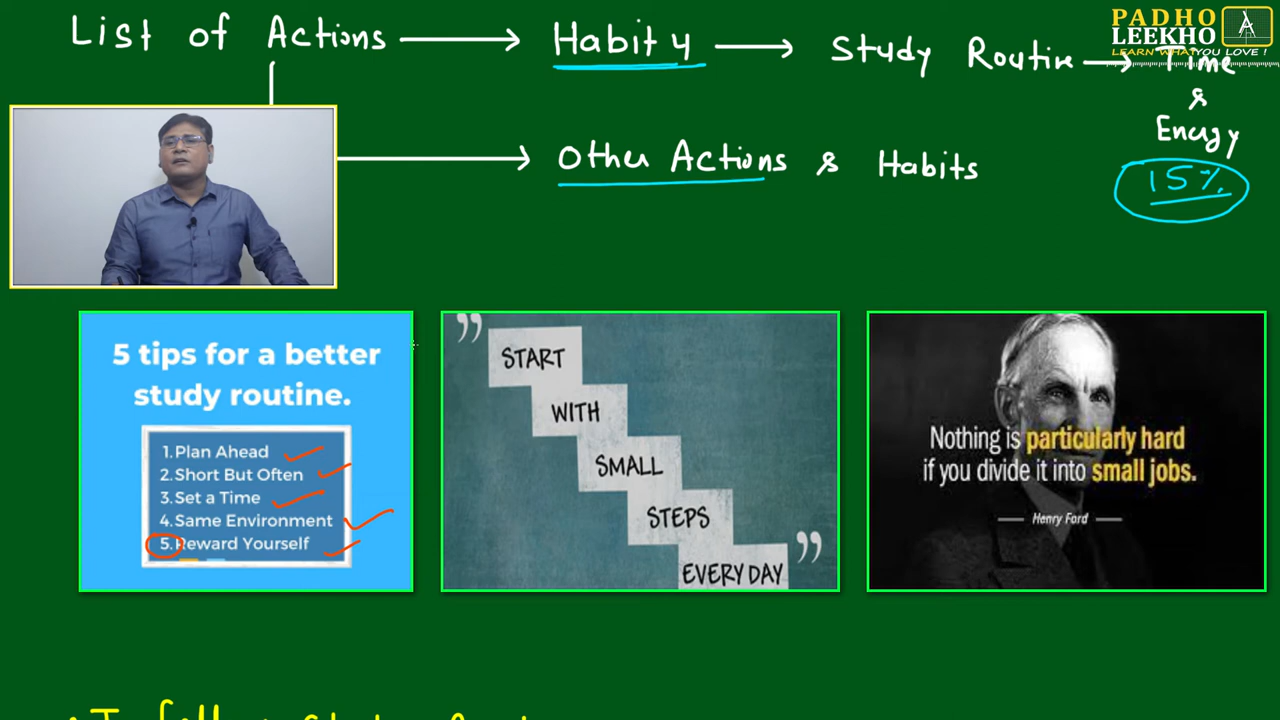 List of Actions → Habit 4 → Study Routine → Time
&
Energy
15%
Other Actions & Habits
PADHO
LEEKHO
LEARN WHAT YOU LOVE !
5 tips for a better
study routine.
1. Plan Ahead
2. Short But Often
3. Set a Time
4. Same Environment
5. Reward Yourself
”
START
WITH
SMALL
STEPS
EVERY DAY
”
Nothing is particularly hard
if you divide it into small jobs.
— Henry Ford —